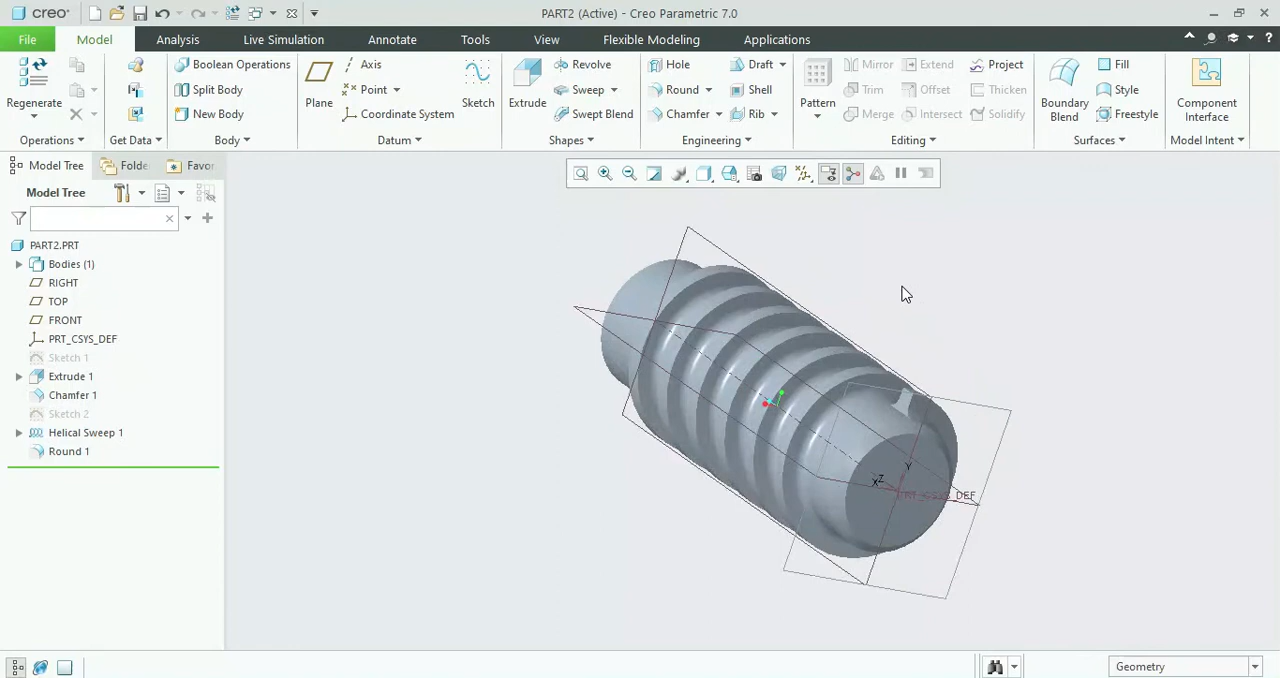 creo
PART2 (Active) - Creo Parametric 7.0
File Model Analysis Live Simulation Annotate Tools View Flexible Modeling Applications
Regenerate
Operations
Get Data
Boolean Operations
Split Body
New Body
Body
Plane
Axis
Point
Coordinate System
Sketch
Datum
Extrude
Revolve
Sweep
Swept Blend
Shapes
Hole
Round
Chamfer
Draft
Shell
Rib
Engineering
Pattern
Mirror
Trim
Merge
Extend
Offset
Intersect
Project
Thicken
Solidify
Editing
Boundary
Blend
Fill
Style
Freestyle
Surfaces
Component
Interface
Model Intent
Model Tree Folde Favor
Model Tree
PART2.PRT
Bodies (1)
RIGHT
TOP
FRONT
PRT_CSYS_DEF
Sketch 1
Extrude 1
Chamfer 1
Sketch 2
Helical Sweep 1
Round 1
Y
X Z
PRT_CSYS_DEF
Geometry